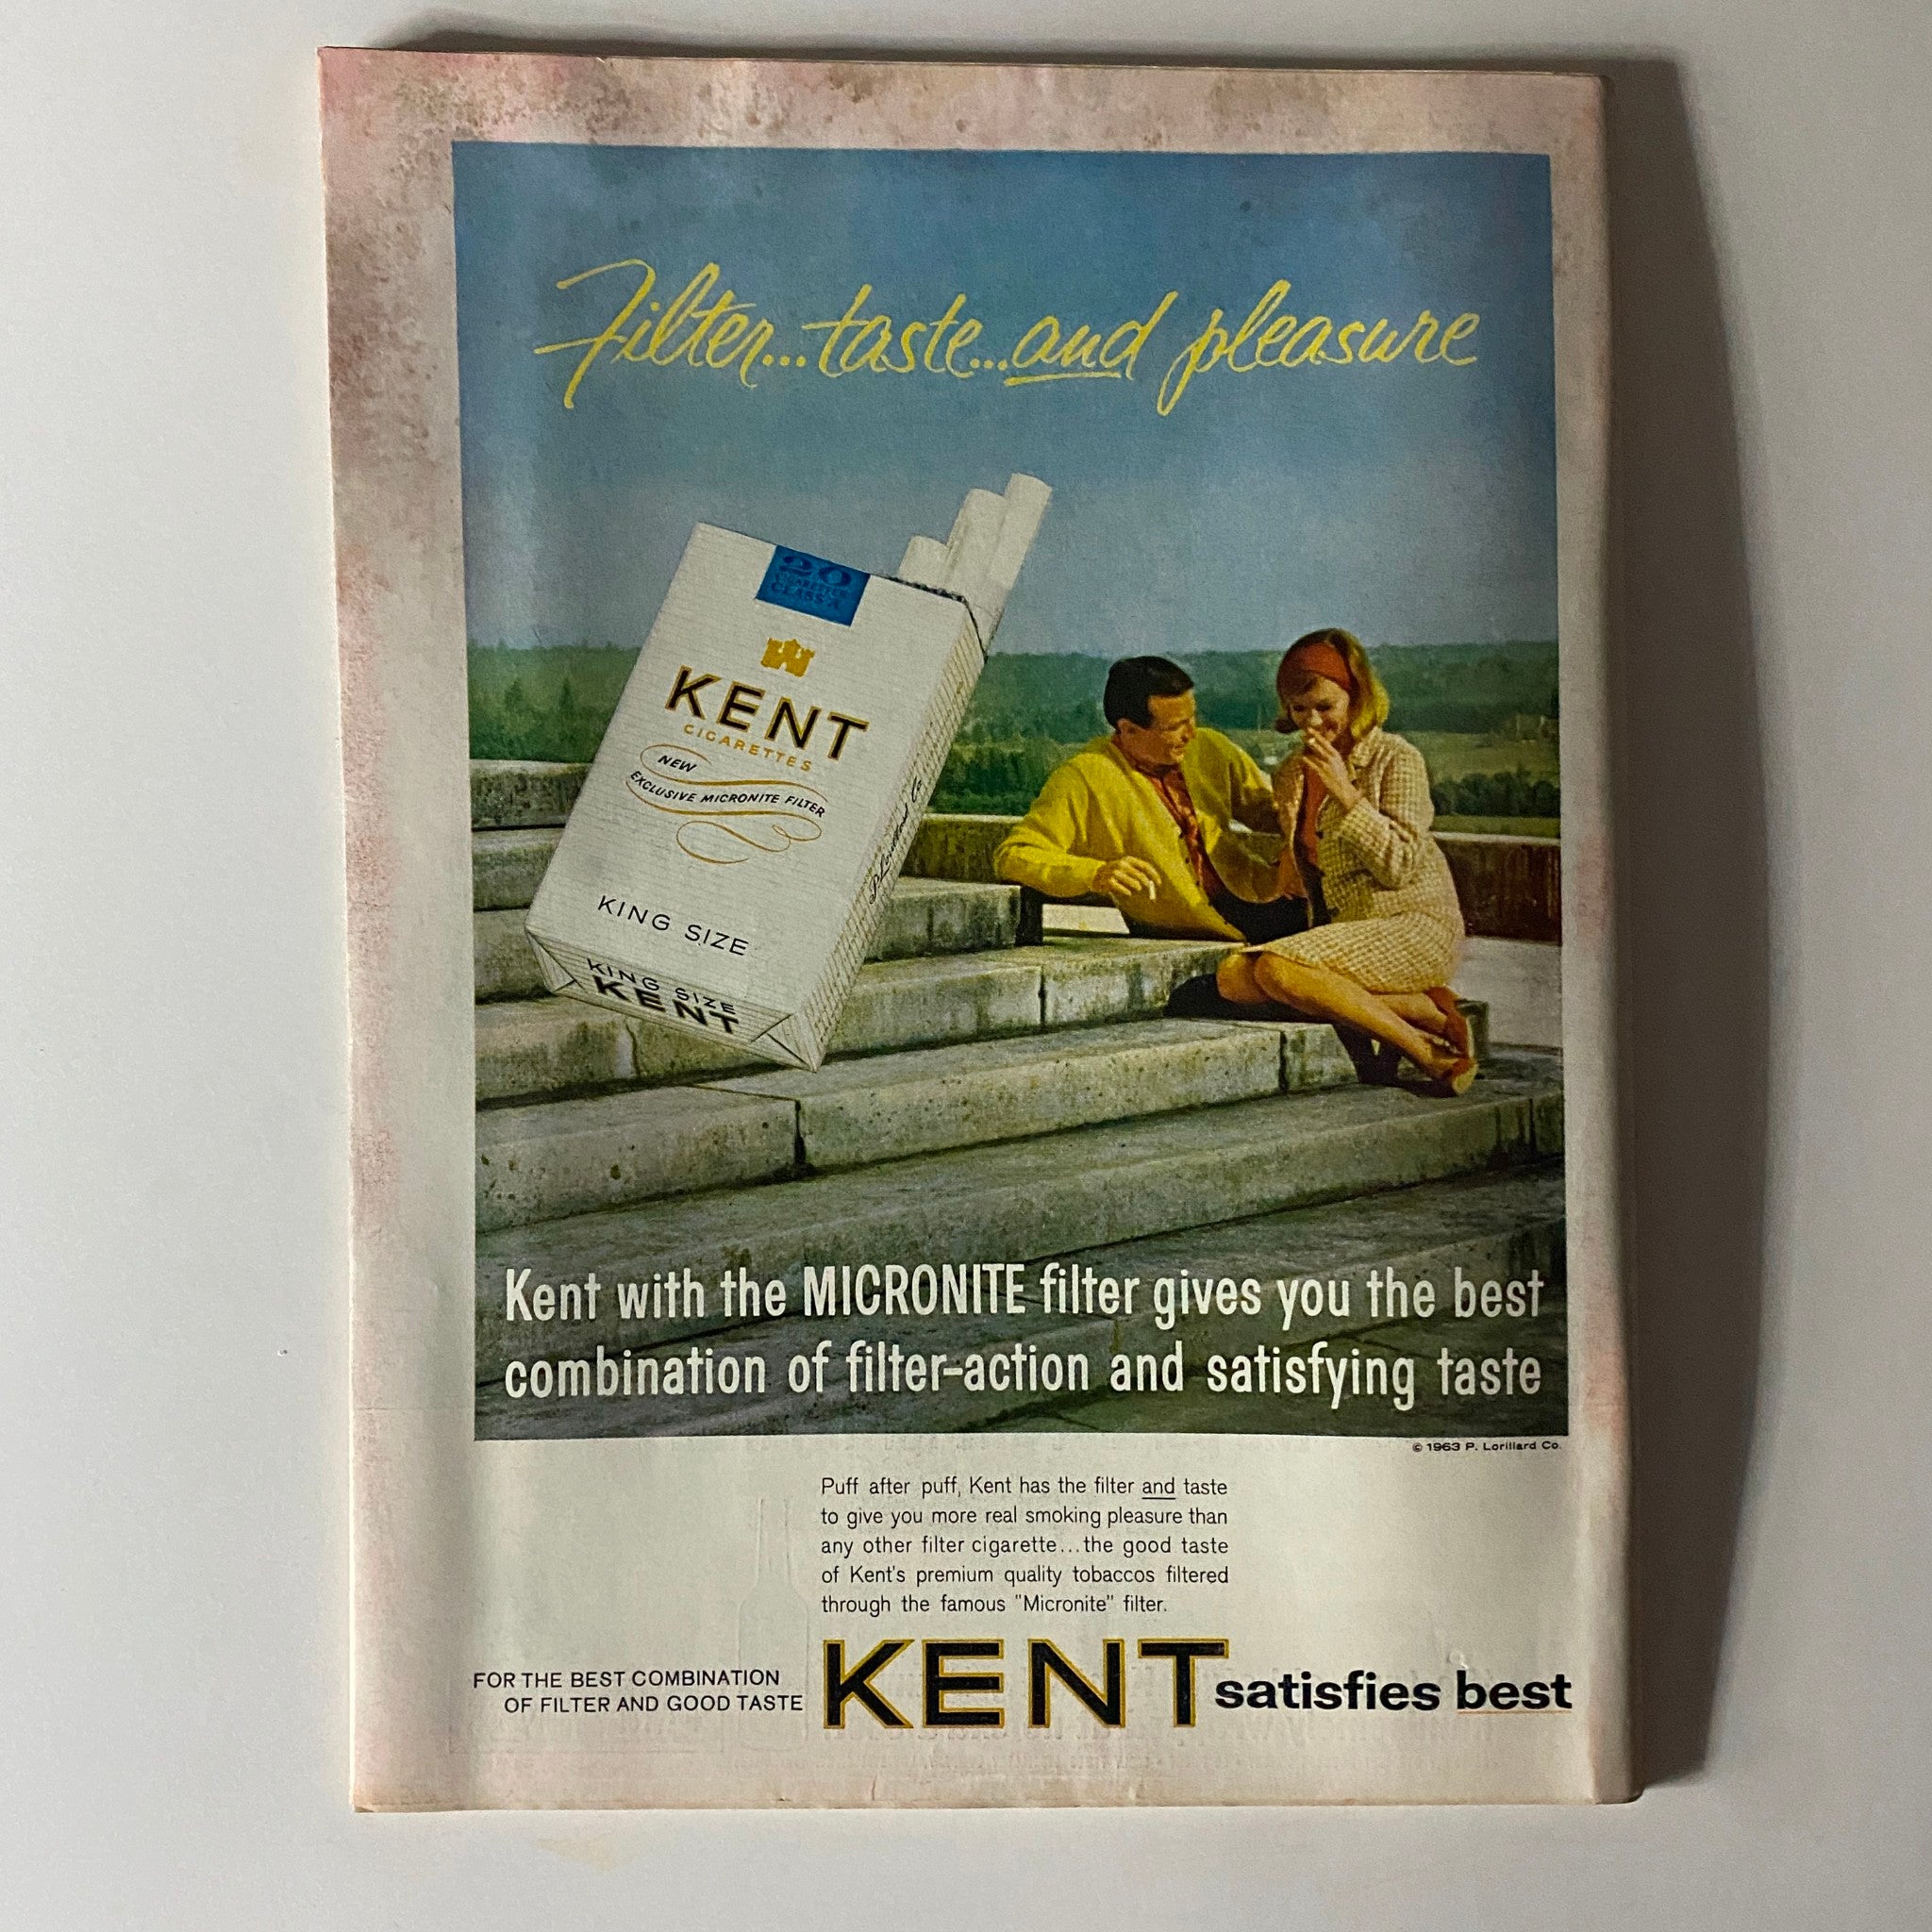 Filter...taste...and pleasure
20
CIGARETTES
CLASS A
KENT
CIGARETTES
NEW
EXCLUSIVE MICRONITE FILTER
P. Lorillard Co.
KING SIZE
KING SIZE
KENT
Kent with the MICRONITE filter gives you the best
combination of filter-action and satisfying taste
© 1963 P. Lorillard Co.
Puff after puff, Kent has the filter and taste
to give you more real smoking pleasure than
any other filter cigarette...the good taste
of Kent's premium quality tobaccos filtered
through the famous "Micronite" filter.
FOR THE BEST COMBINATION
OF FILTER AND GOOD TASTE
KENT satisfies best